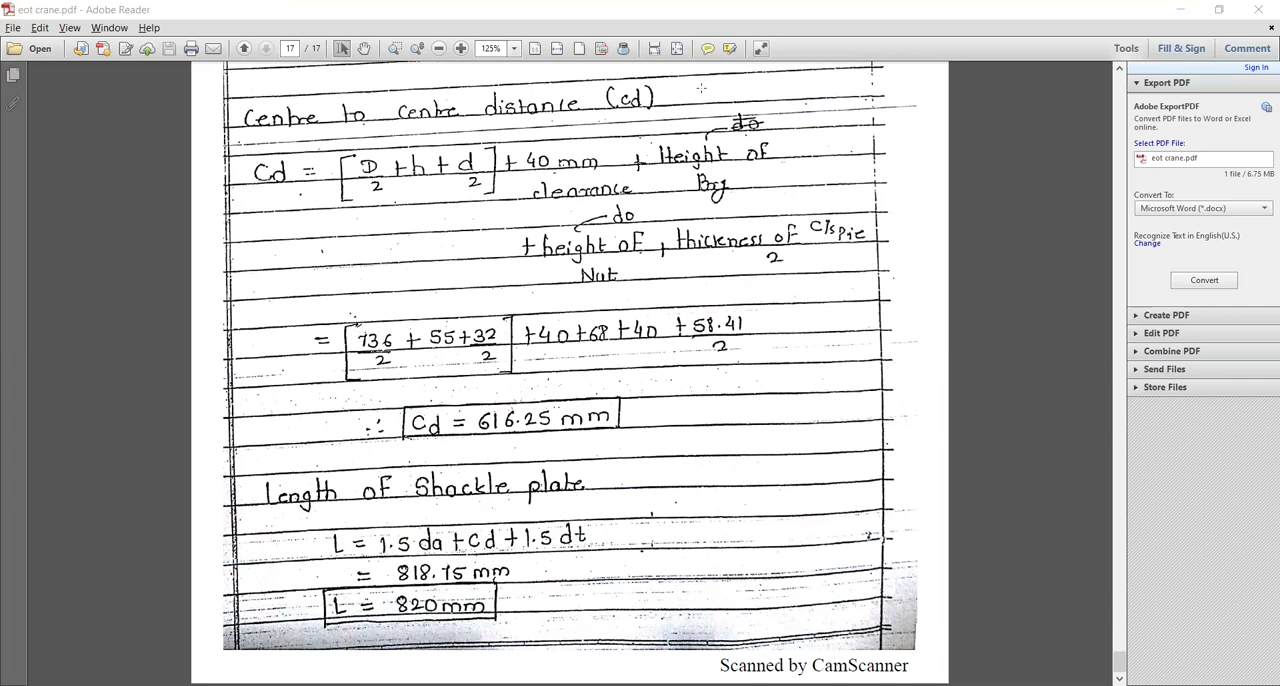 eot crane.pdf - Adobe Reader
File Edit View Window Help
Open 17 / 17 125% Tools Fill & Sign Comment
Sign In
Export PDF
Adobe ExportPDF
Convert PDF files to Word or Excel
online.
Select PDF File:
eot crane.pdf
1 file / 6.75 MB
Convert To:
Microsoft Word (*.docx)
Recognize Text in English(U.S.)
Change
Convert
Create PDF
Edit PDF
Combine PDF
Send Files
Store Files
Centre to centre distance (cd)
do
Cd = [D/2 + h + d/2] + 40 mm + Height of
clearance Brg
do
+ height of , thickness of C/s pie
Nut 2
= [736/2 + 55 + 32/2] + 40 + 68 + 40 + 58.41/2
∴ Cd = 616.25 mm
Length of Shackle plate
L = 1.5 da + Cd + 1.5 dt
= 818.75 mm
L = 820 mm
Scanned by CamScanner